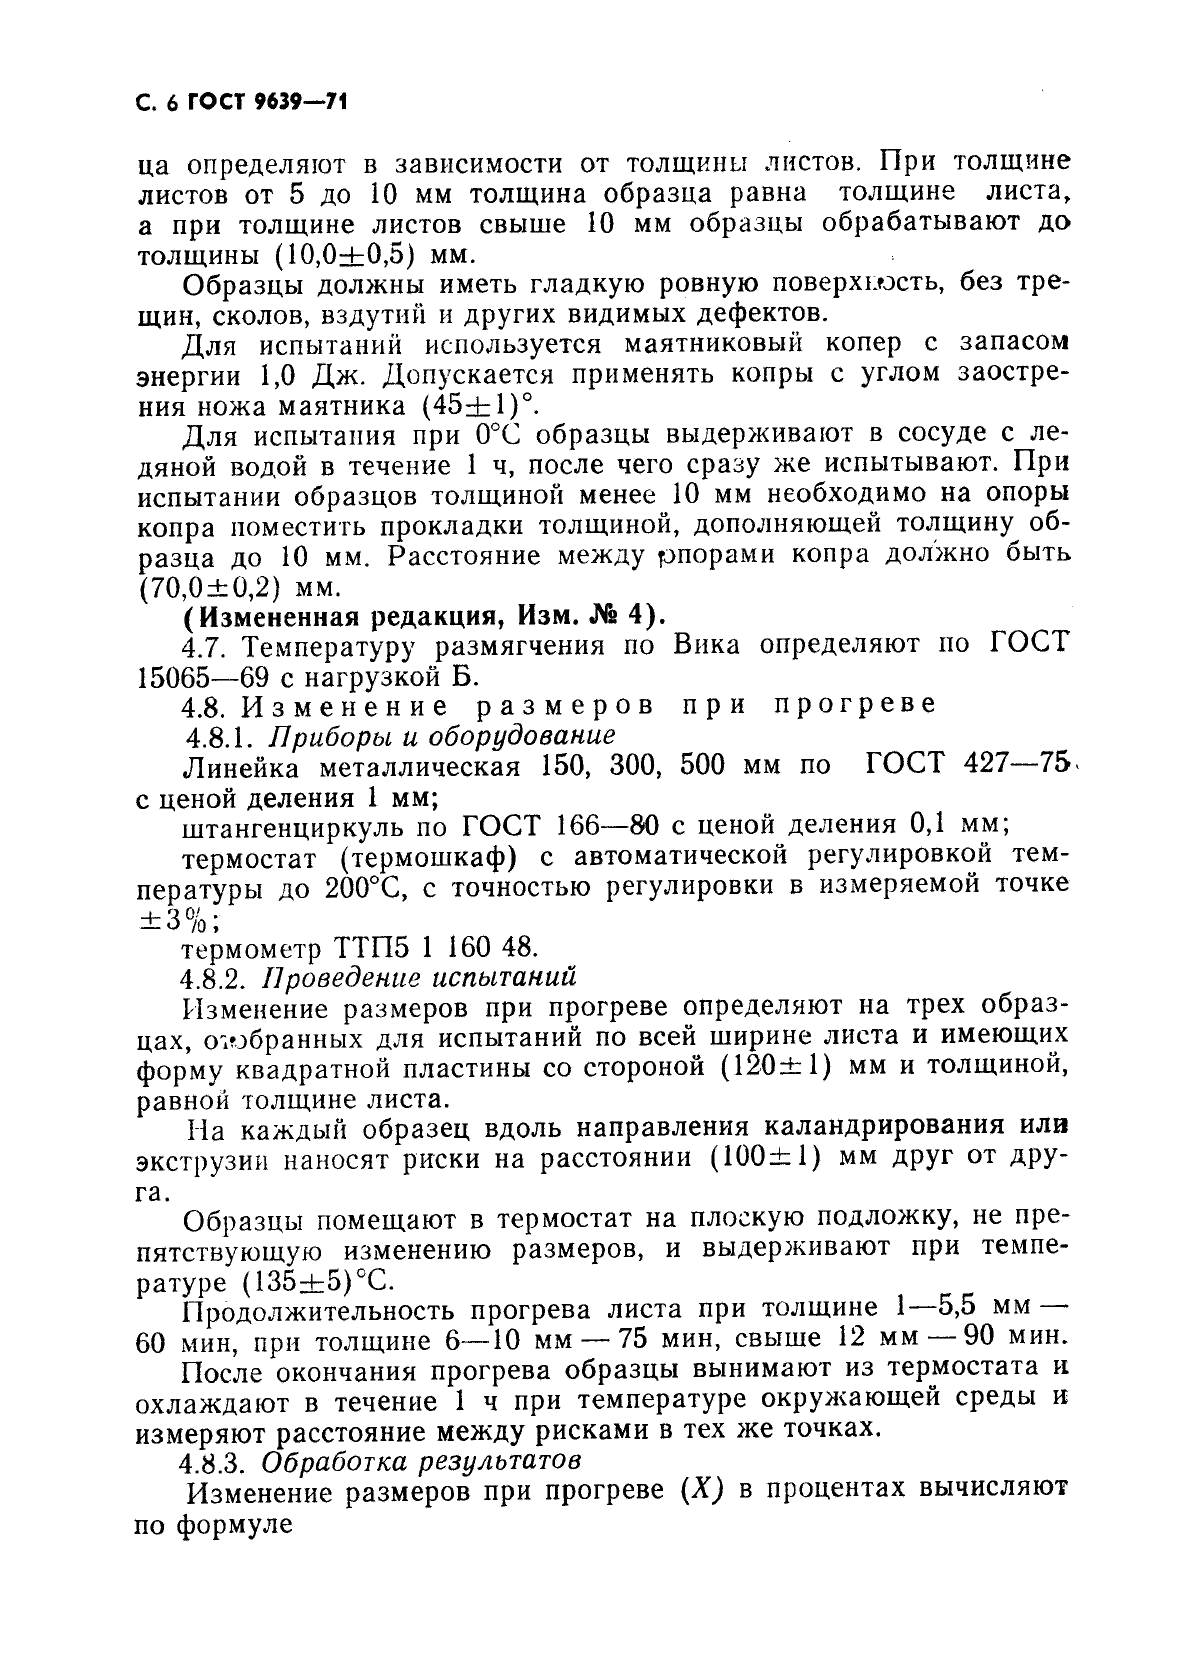 С. 6 ГОСТ 9639—71
ца определяют в зависимости от толщины листов. При толщине
листов от 5 до 10 мм толщина образца равна толщине листа,
а при толщине листов свыше 10 мм образцы обрабатывают до
толщины (10,0±0,5) мм.
Образцы должны иметь гладкую ровную поверхность, без тре-
щин, сколов, вздутий и других видимых дефектов.
Для испытаний используется маятниковый копер с запасом
энергии 1,0 Дж. Допускается применять копры с углом заостре-
ния ножа маятника (45±1)°.
Для испытания при 0°С образцы выдерживают в сосуде с ле-
дяной водой в течение 1 ч, после чего сразу же испытывают. При
испытании образцов толщиной менее 10 мм необходимо на опоры
копра поместить прокладки толщиной, дополняющей толщину об-
разца до 10 мм. Расстояние между опорами копра должно быть
(70,0±0,2) мм.
(Измененная редакция, Изм. № 4).
4.7. Температуру размягчения по Вика определяют по ГОСТ
15065—69 с нагрузкой Б.
4.8. Изменение размеров при прогреве
4.8.1. Приборы и оборудование
Линейка металлическая 150, 300, 500 мм по ГОСТ 427—75
с ценой деления 1 мм;
штангенциркуль по ГОСТ 166—80 с ценой деления 0,1 мм;
термостат (термошкаф) с автоматической регулировкой тем-
пературы до 200°С, с точностью регулировки в измеряемой точке
±3%;
термометр ТТП5 1 160 48.
4.8.2. Проведение испытаний
Изменение размеров при прогреве определяют на трех образ-
цах, отобранных для испытаний по всей ширине листа и имеющих
форму квадратной пластины со стороной (120±1) мм и толщиной,
равной толщине листа.
На каждый образец вдоль направления каландрирования или
экструзии наносят риски на расстоянии (100±1) мм друг от дру-
га.
Образцы помещают в термостат на плоскую подложку, не пре-
пятствующую изменению размеров, и выдерживают при темпе-
ратуре (135±5)°С.
Продолжительность прогрева листа при толщине 1—5,5 мм —
60 мин, при толщине 6—10 мм — 75 мин, свыше 12 мм — 90 мин.
После окончания прогрева образцы вынимают из термостата и
охлаждают в течение 1 ч при температуре окружающей среды и
измеряют расстояние между рисками в тех же точках.
4.8.3. Обработка результатов
Изменение размеров при прогреве (X) в процентах вычисляют
по формуле